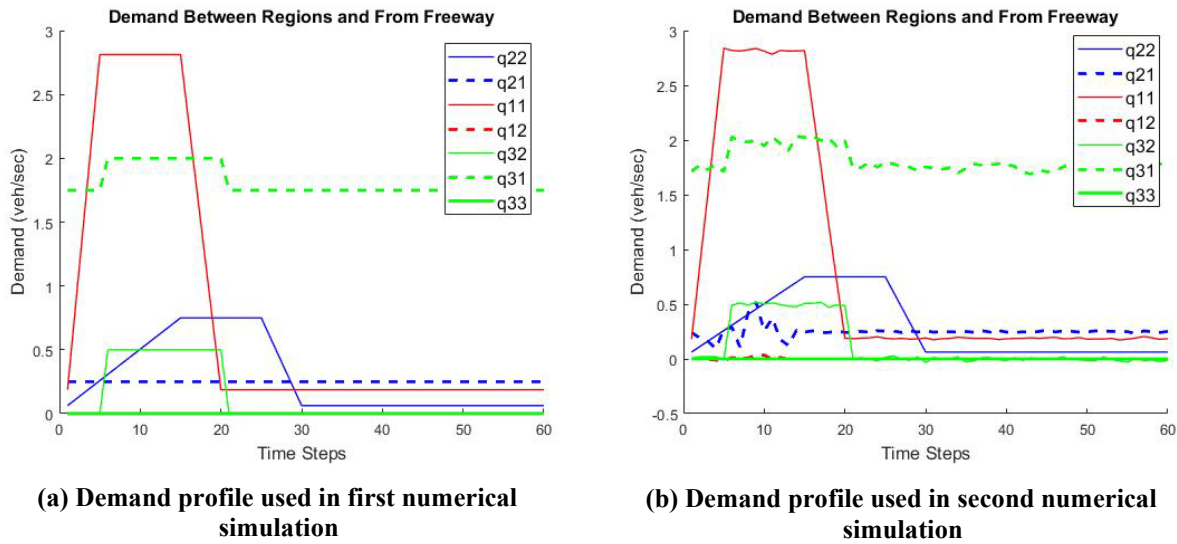 Demand Between Regions and From Freeway
3
2.5
2
1.5
1
0.5
0
Demand (veh/sec)
0 10 20 30 40 50 60
Time Steps
q22
q21
q11
q12
q32
q31
q33
(a) Demand profile used in first numerical
simulation
Demand Between Regions and From Freeway
3
2.5
2
1.5
1
0.5
0
-0.5
Demand (veh/sec)
0 10 20 30 40 50 60
Time Steps
q22
q21
q11
q12
q32
q31
q33
(b) Demand profile used in second numerical
simulation